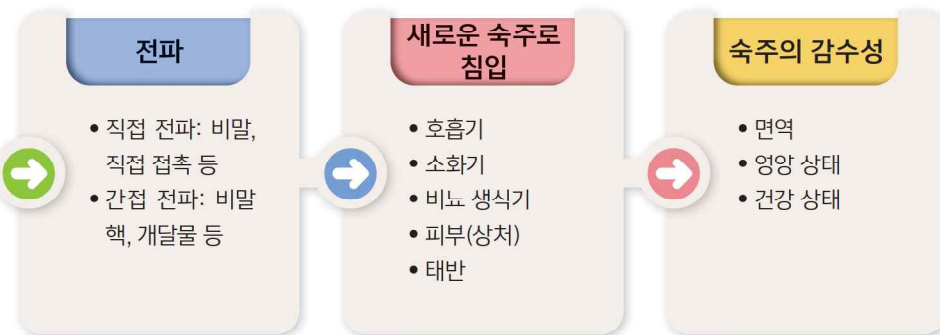 전파
• 직접 전파: 비말,
직접 접촉 등
• 간접 전파: 비말
핵, 개달물 등
새로운 숙주로
침입
• 호흡기
• 소화기
• 비뇨 생식기
• 피부(상처)
• 태반
숙주의 감수성
• 면역
• 영양 상태
• 건강 상태